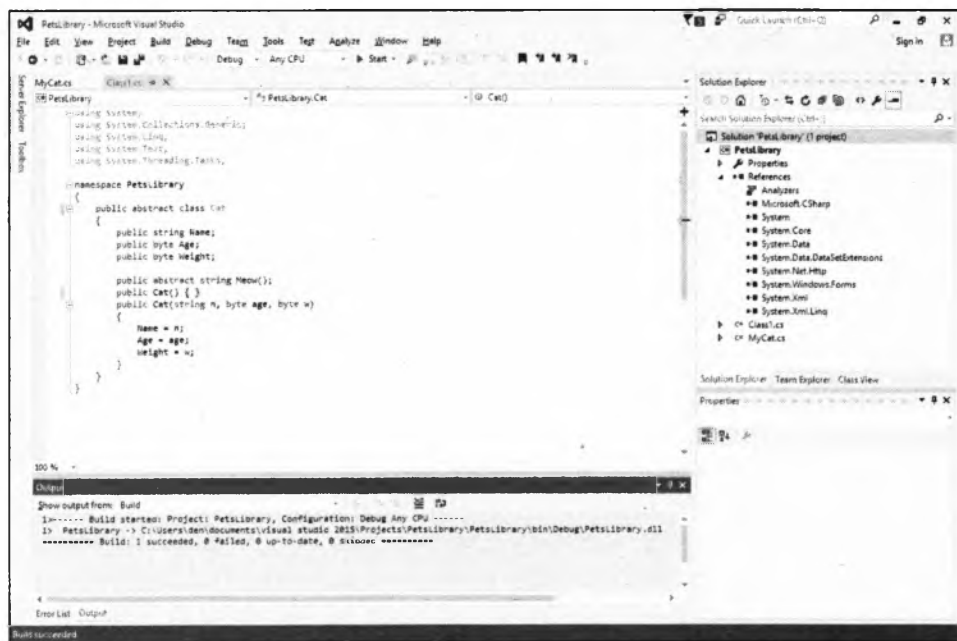 PetsLibrary - Microsoft Visual Studio
Quick Launch (Ctrl+Q)
File Edit View Project Build Debug Team Tools Test Analyze Window Help
Sign in
Debug Any CPU Start
Server Explorer Toolbox
MyCat.cs Class1.cs
PetsLibrary PetsLibrary.Cat Cat()
using System;
using System.Collections.Generic;
using System.Linq;
using System.Text;
using System.Threading.Tasks;
namespace PetsLibrary
{
public abstract class Cat
{
public string Name;
public byte Age;
public byte Weight;
public abstract string Meow();
public Cat() { }
public Cat(string n, byte age, byte w)
{
Name = n;
Age = age;
Weight = w;
}
}
}
100 %
Solution Explorer
Search Solution Explorer (Ctrl+;)
Solution 'PetsLibrary' (1 project)
PetsLibrary
Properties
References
Analyzers
Microsoft.CSharp
System
System.Core
System.Data
System.Data.DataSetExtensions
System.Net.Http
System.Windows.Forms
System.Xml
System.Xml.Linq
C# Class1.cs
C# MyCat.cs
Solution Explorer Team Explorer Class View
Properties
Output
Show output from: Build
1>------ Build started: Project: PetsLibrary, Configuration: Debug Any CPU ------
1> PetsLibrary -> C:\Users\den\documents\visual studio 2015\Projects\PetsLibrary\PetsLibrary\bin\Debug\PetsLibrary.dll
========== Build: 1 succeeded, 0 failed, 0 up-to-date, 0 skipped ==========
Error List Output
Build succeeded